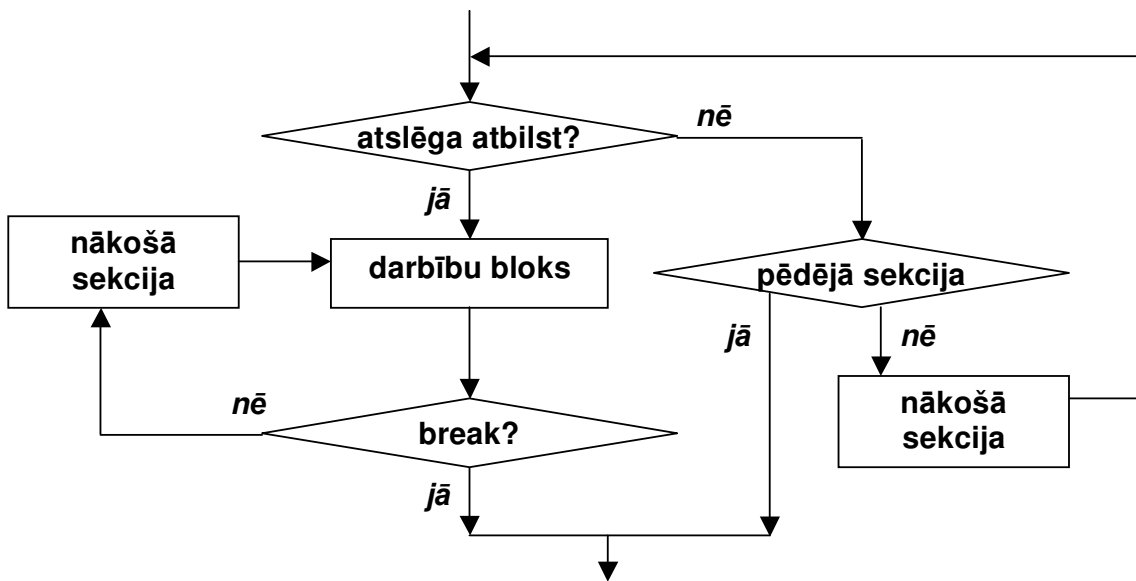 atslēga atbilst?
nē
jā
nākošā
sekcija
darbību bloks
pēdējā sekcija
jā
nē
nē
break?
nākošā
sekcija
jā